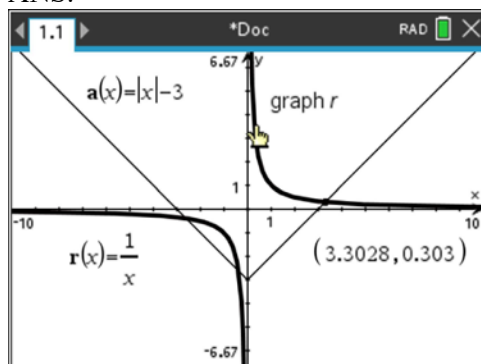 ANS:
1.1 *Doc RAD
6.67 y
a(x)=|x|-3
graph r
1
x
-10 1 10
r(x)=1/x
(3.3028,0.303)
-6.67